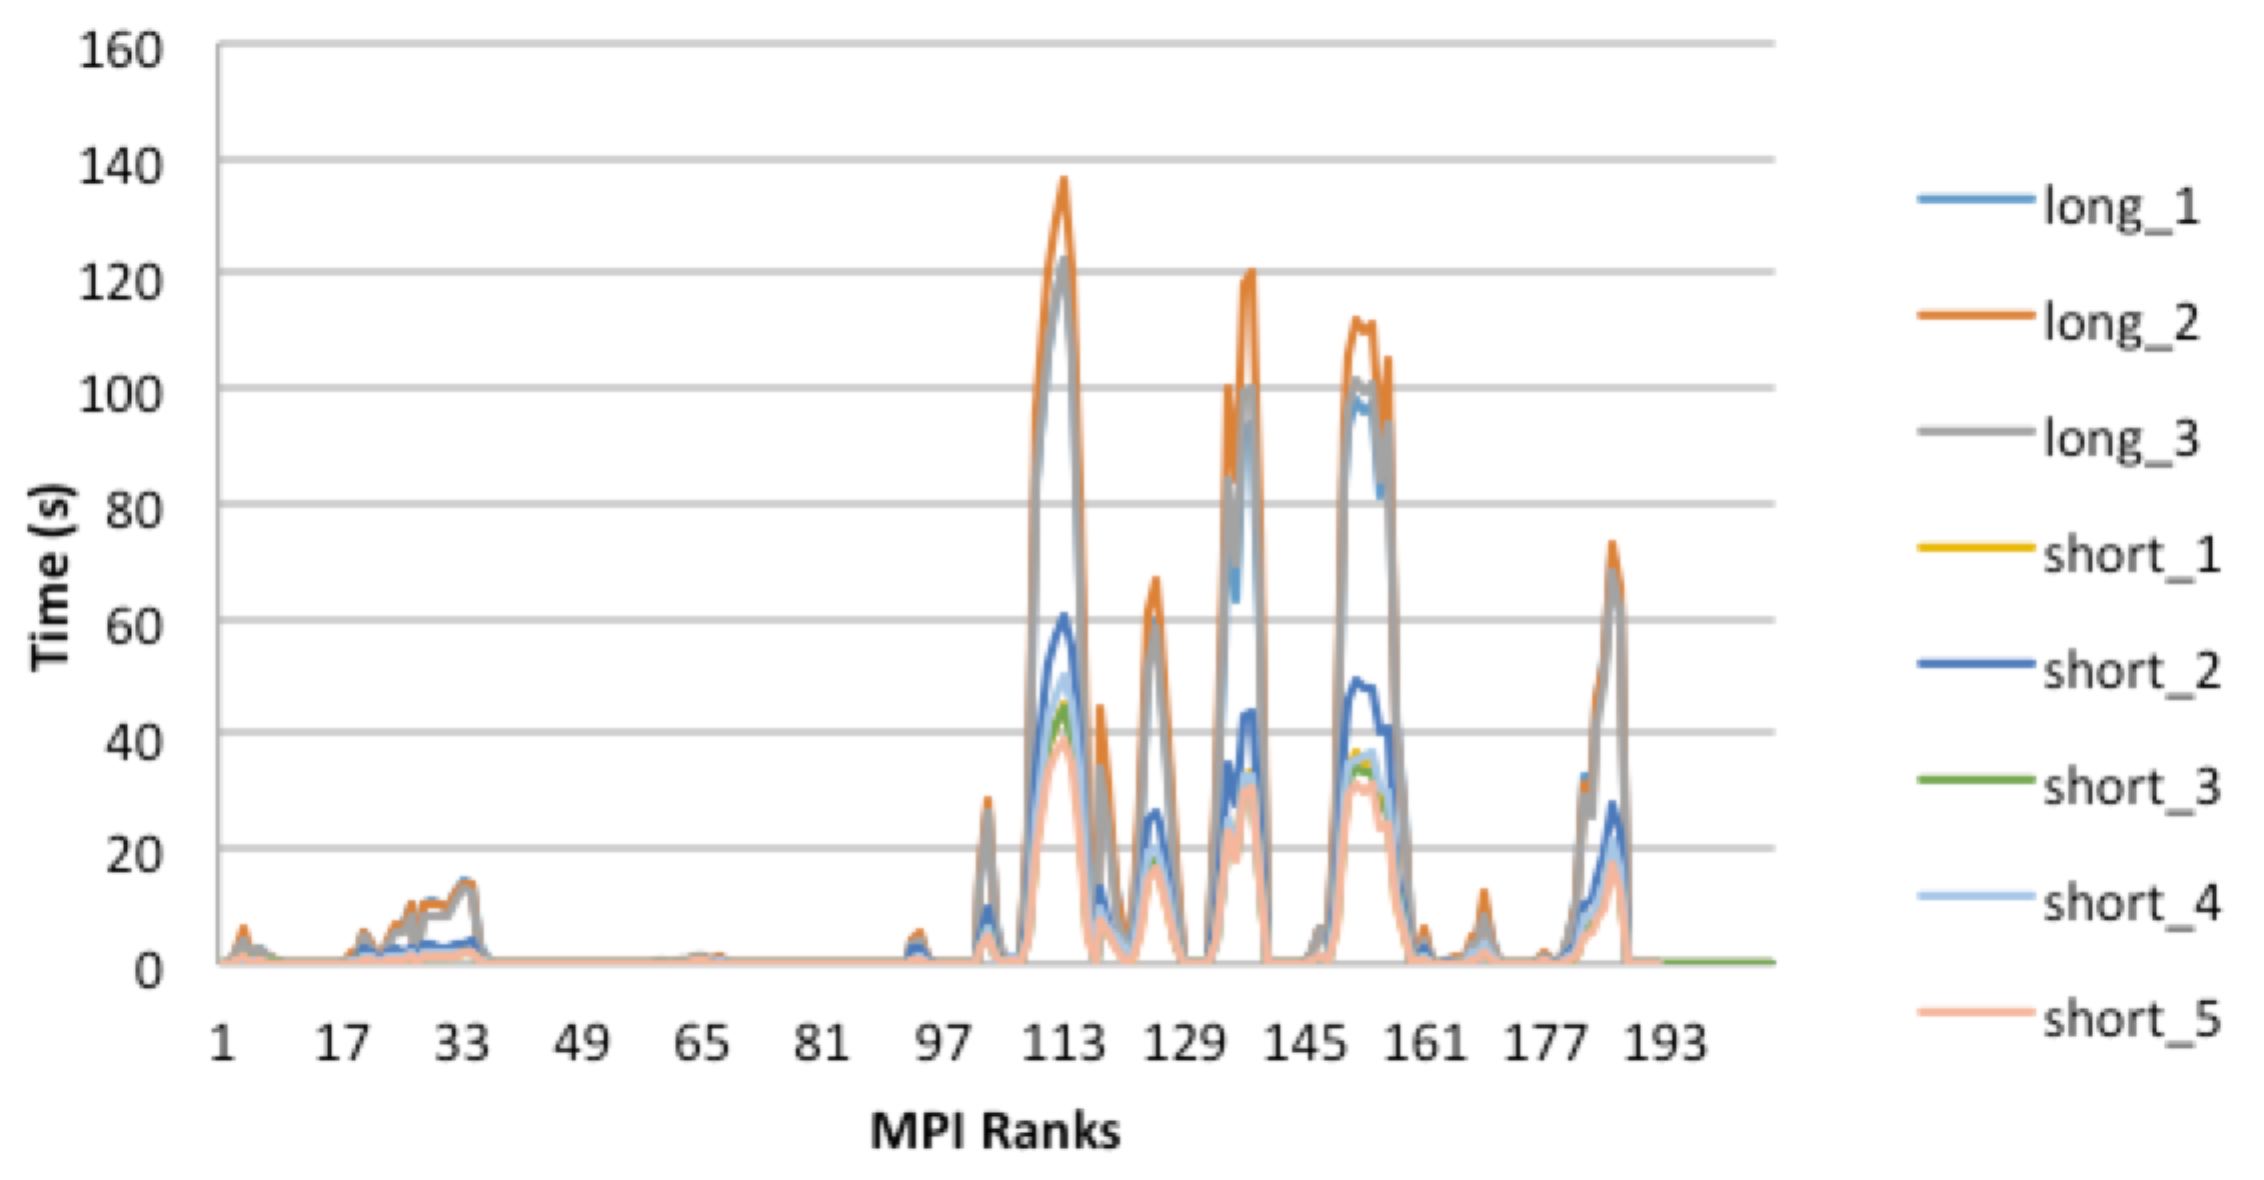 160
140
120
100
80
60
40
20
0
Time (s)
1 17 33 49 65 81 97 113 129 145 161 177 193
MPI Ranks
long_1
long_2
long_3
short_1
short_2
short_3
short_4
short_5